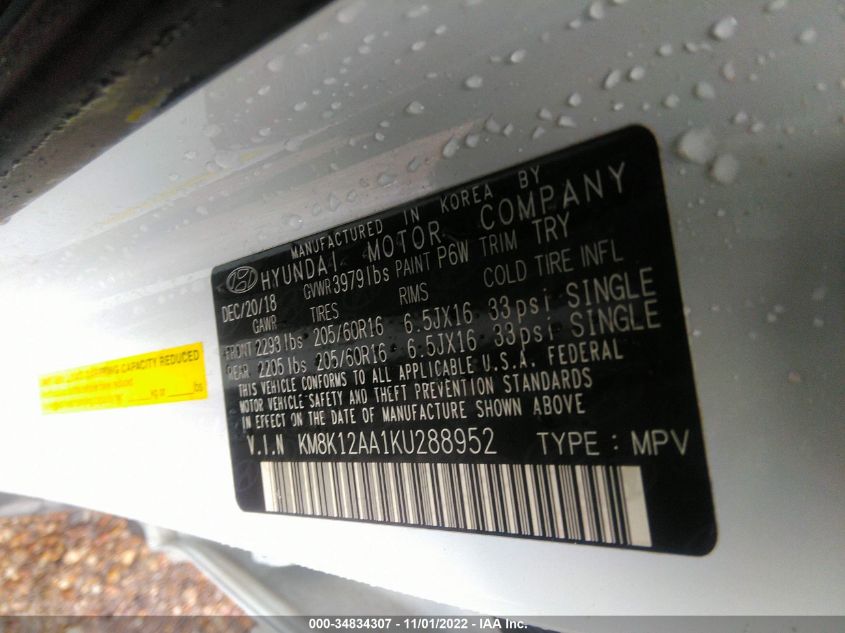 MANUFACTURED IN KOREA BY
HYUNDAI MOTOR COMPANY
DEC/20/18 GVWR 3979 lbs PAINT P6W TRIM TRY
GAWR TIRES RIMS COLD TIRE INFL
FRONT 2293 lbs 205/60R16 6.5JX16 33 psi SINGLE
REAR 2205 lbs 205/60R16 6.5JX16 33 psi SINGLE
THIS VEHICLE CONFORMS TO ALL APPLICABLE U.S.A. FEDERAL
MOTOR VEHICLE SAFETY AND THEFT PREVENTION STANDARDS
IN EFFECT ON THE DATE OF MANUFACTURE SHOWN ABOVE
V.I.N KM8K12AA1KU288952 TYPE : MPV
CAPACITY REDUCED
kg or lbs
000-34834307 - 11/01/2022 - IAA Inc.